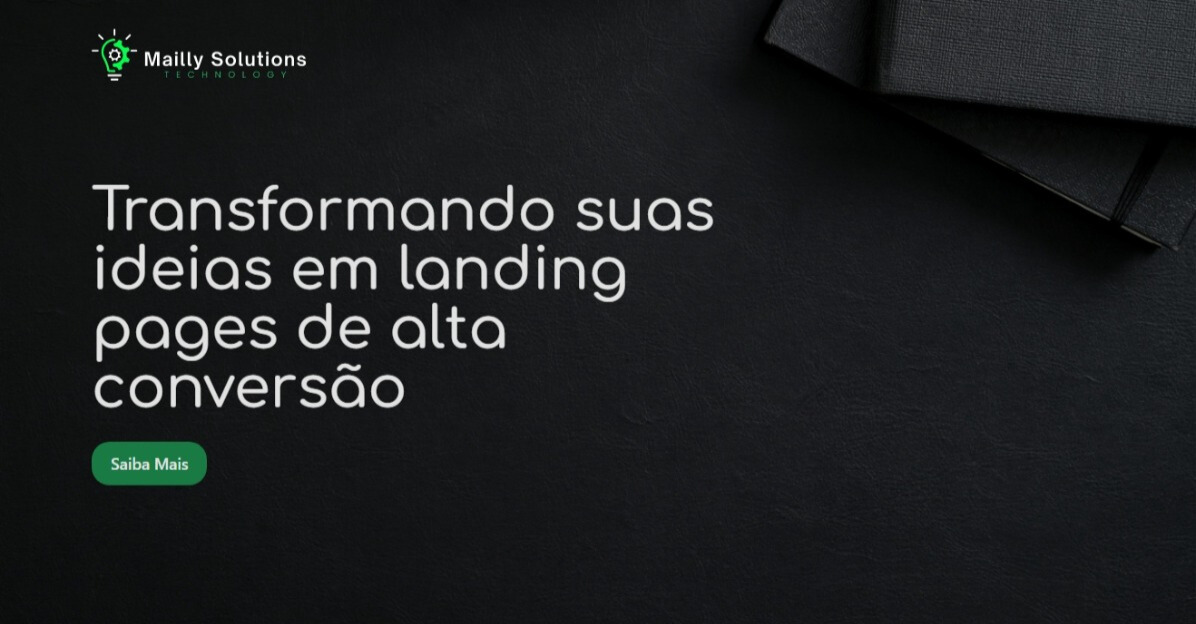 Mailly Solutions
TECHNOLOGY
Transformando suas
ideias em landing
pages de alta
conversão
Saiba Mais